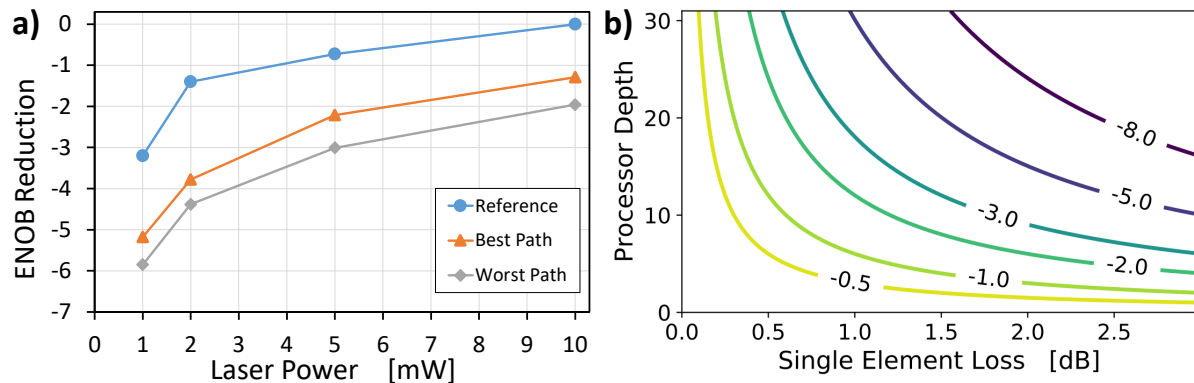 a)
ENOB Reduction
0
-1
-2
-3
-4
-5
-6
-7
Reference
Best Path
Worst Path
0 1 2 3 4 5 6 7 8 9 10
Laser Power [mW]
b)
Processor Depth
30
20
10
0
-8.0
-5.0
-3.0
-2.0
-1.0
-0.5
0.0 0.5 1.0 1.5 2.0 2.5
Single Element Loss [dB]